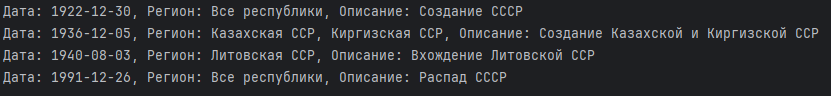 Дата: 1922-12-30, Регион: Все республики, Описание: Создание СССР
Дата: 1936-12-05, Регион: Казахская ССР, Киргизская ССР, Описание: Создание Казахской и Киргизской ССР
Дата: 1940-08-03, Регион: Литовская ССР, Описание: Вхождение Литовской ССР
Дата: 1991-12-26, Регион: Все республики, Описание: Распад СССР